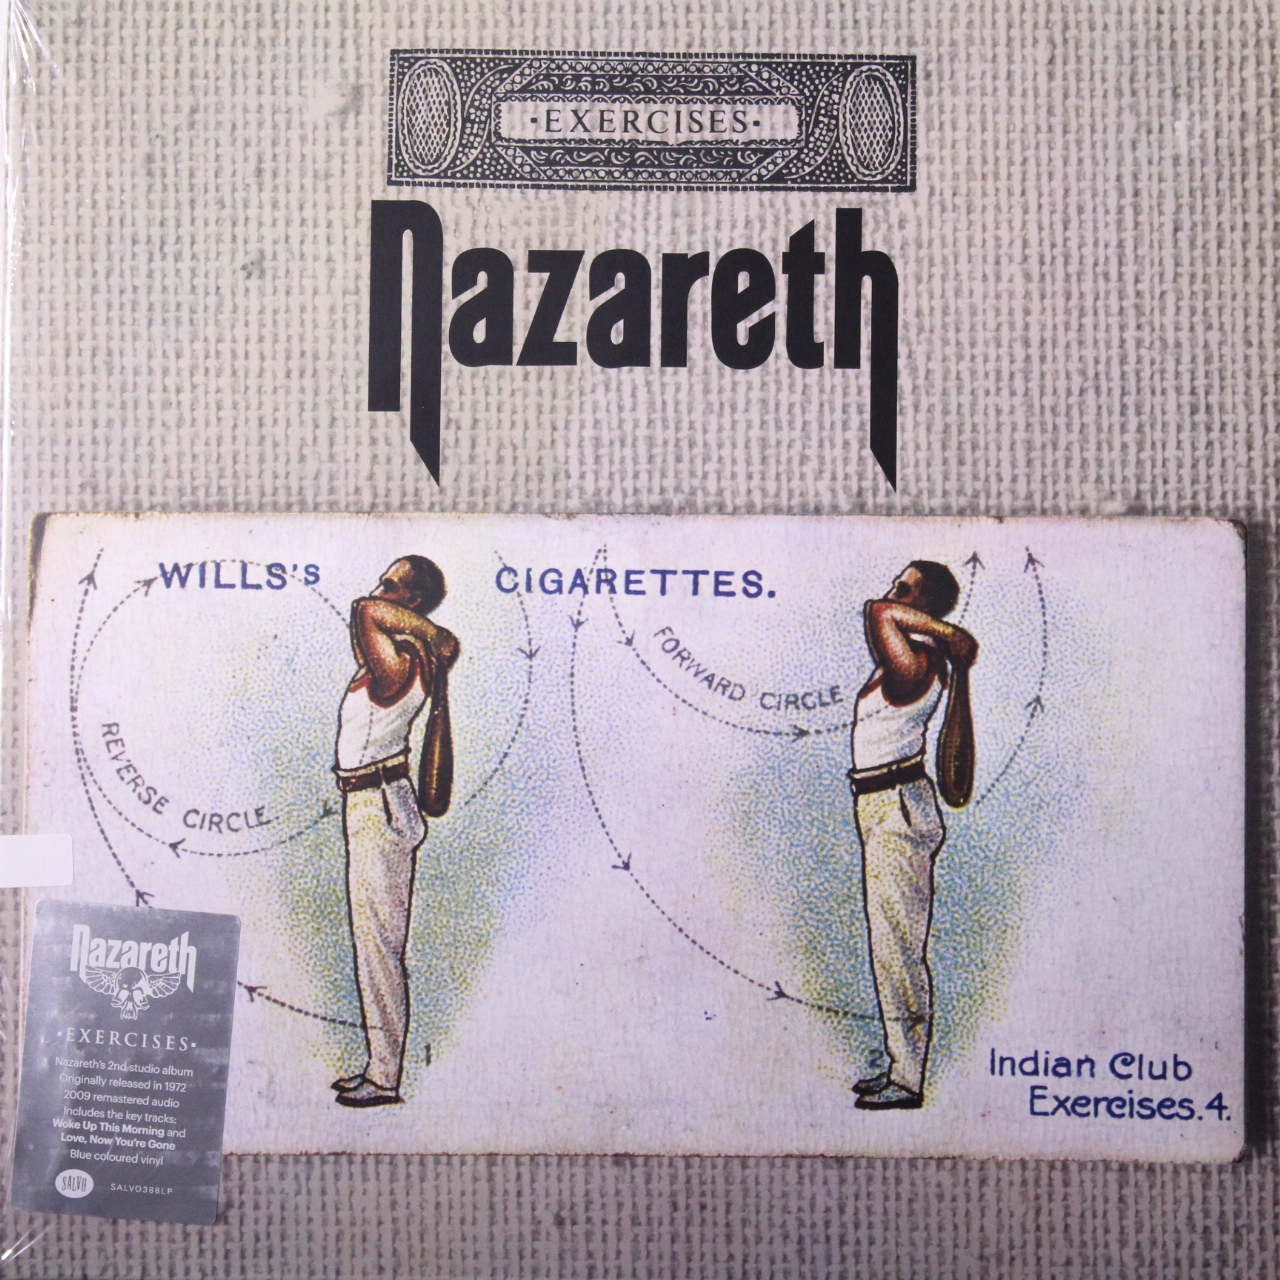 ·EXERCISES·
Nazareth
WILLS'S CIGARETTES.
FORWARD CIRCLE
REVERSE CIRCLE
1
2
Indian Club
Exercises. 4.
Nazareth
·EXERCISES·
Nazareth's 2nd studio album
Originally released in 1972
2009 remastered audio
Includes the key tracks:
Woke Up This Morning and
Love, Now You're Gone
Blue coloured vinyl
SALVO
SALVO388LP